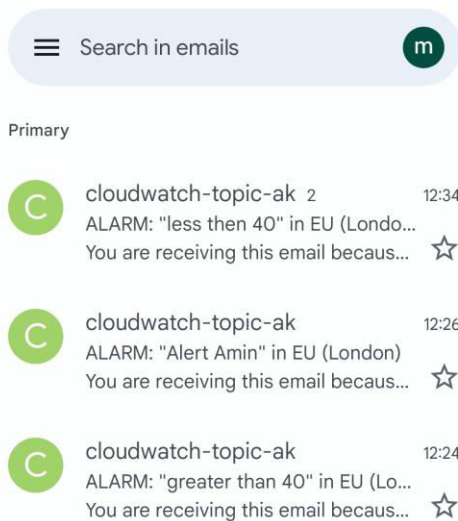 Search in emails
m
Primary
C
cloudwatch-topic-ak 2 12:34
ALARM: "less then 40" in EU (Londo...
You are receiving this email becaus...
C
cloudwatch-topic-ak 12:26
ALARM: "Alert Amin" in EU (London)
You are receiving this email becaus...
C
cloudwatch-topic-ak 12:24
ALARM: "greater than 40" in EU (Lo...
You are receiving this email becaus...